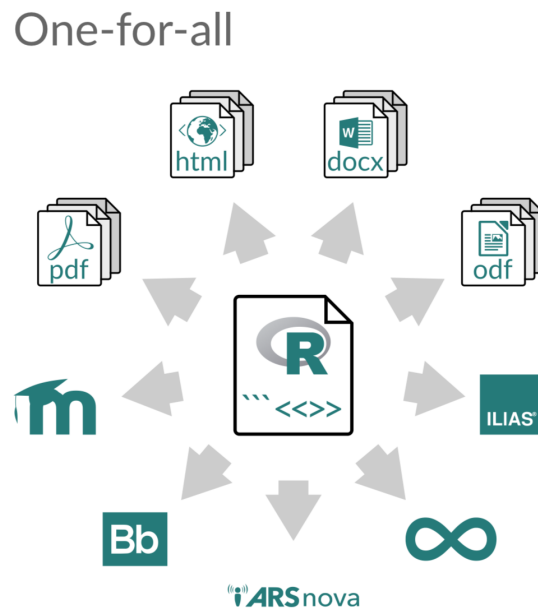 One-for-all
html
docx
W
pdf
odf
R
``` <<>>
m
ILIAS®
Bb
ARSnova